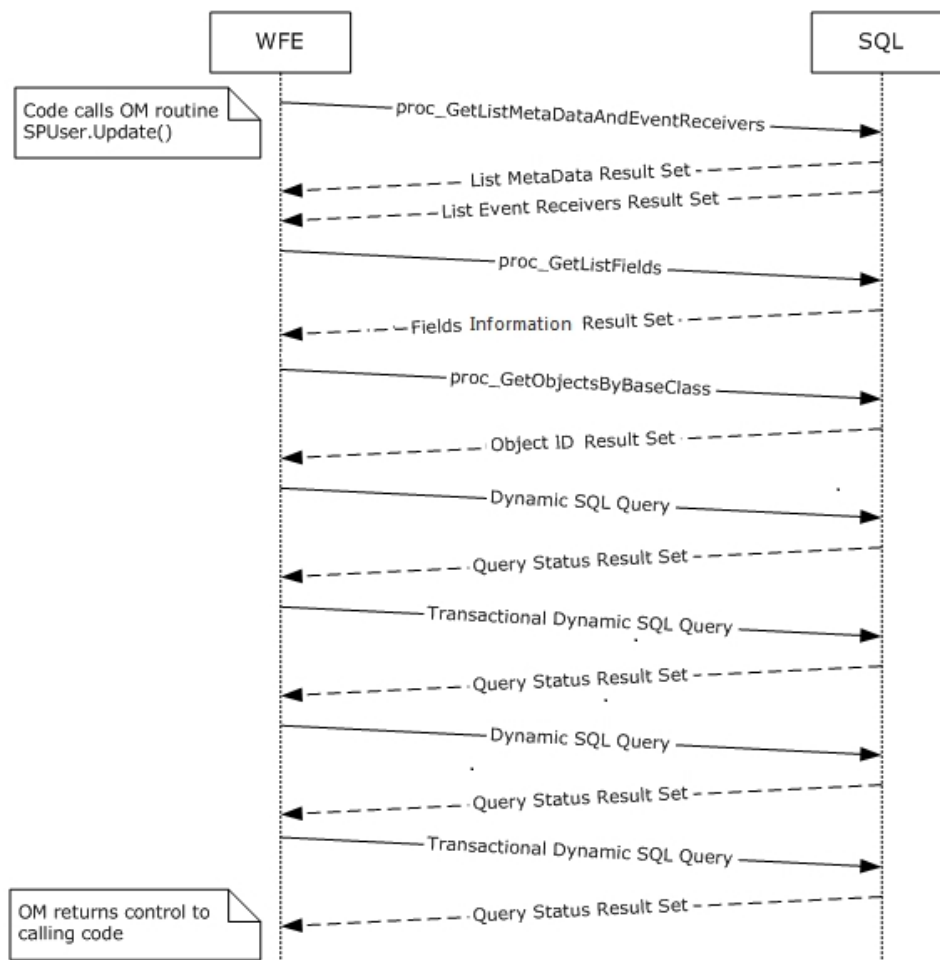 WFE
SQL
Code calls OM routine
SPUser.Update()
proc_GetListMetaDataAndEventReceivers
List MetaData Result Set
List Event Receivers Result Set
proc_GetListFields
Fields Information Result Set
proc_GetObjectsByBaseClass
Object ID Result Set
Dynamic SQL Query
Query Status Result Set
Transactional Dynamic SQL Query
Query Status Result Set
Dynamic SQL Query
Query Status Result Set
Transactional Dynamic SQL Query
Query Status Result Set
OM returns control to
calling code